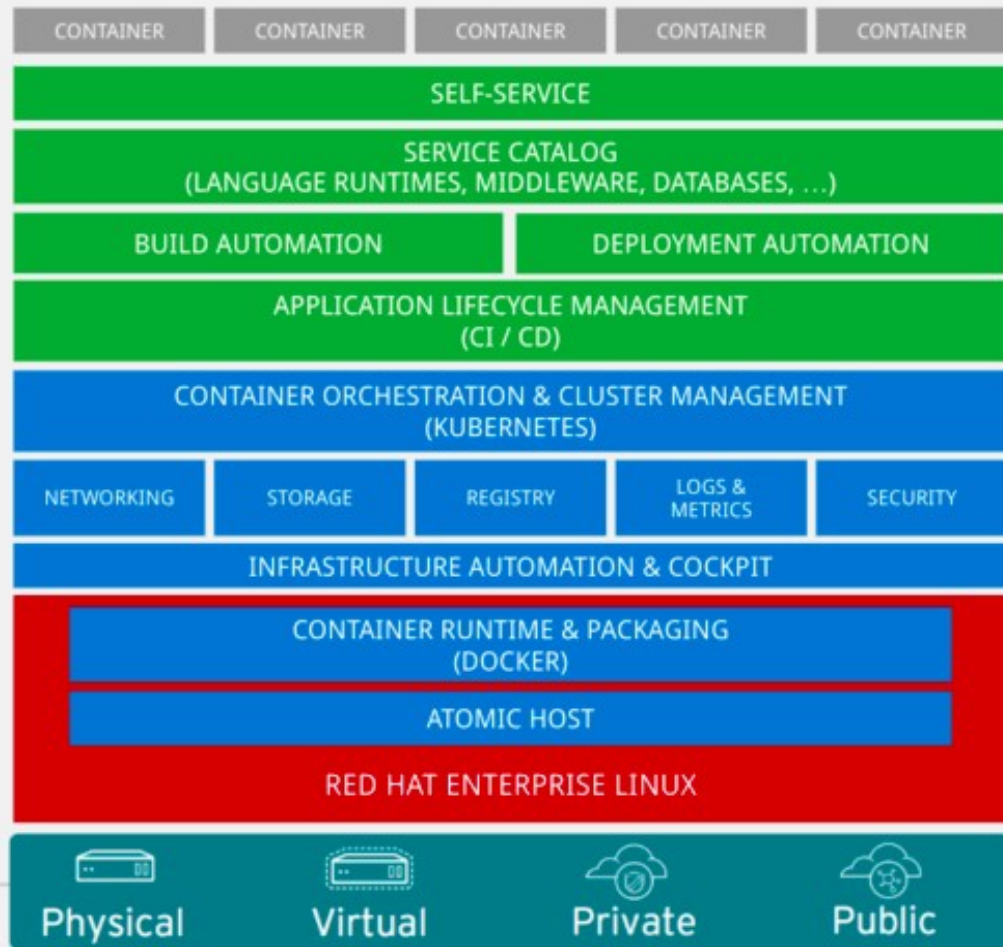 CONTAINER CONTAINER CONTAINER CONTAINER CONTAINER
SELF-SERVICE
SERVICE CATALOG
(LANGUAGE RUNTIMES, MIDDLEWARE, DATABASES, ...)
BUILD AUTOMATION DEPLOYMENT AUTOMATION
APPLICATION LIFECYCLE MANAGEMENT
(CI / CD)
CONTAINER ORCHESTRATION & CLUSTER MANAGEMENT
(KUBERNETES)
NETWORKING STORAGE REGISTRY LOGS &
METRICS SECURITY
INFRASTRUCTURE AUTOMATION & COCKPIT
CONTAINER RUNTIME & PACKAGING
(DOCKER)
ATOMIC HOST
RED HAT ENTERPRISE LINUX
Physical Virtual Private Public